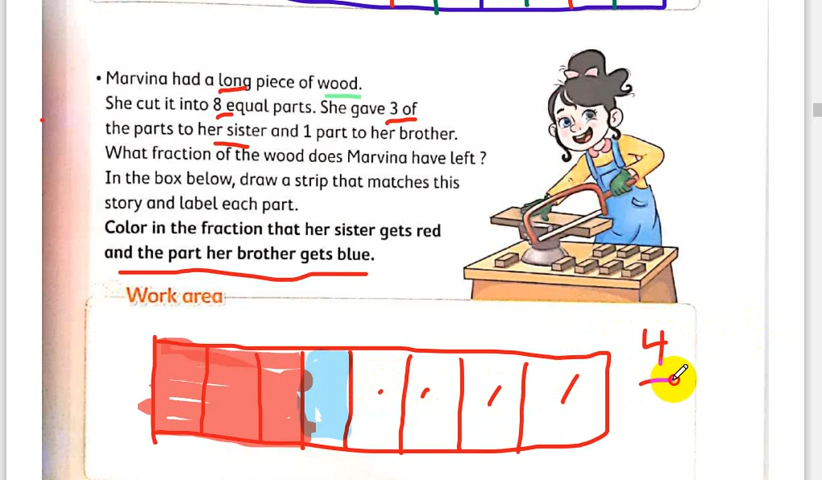 • Marvina had a long piece of wood.
She cut it into 8 equal parts. She gave 3 of
the parts to her sister and 1 part to her brother.
What fraction of the wood does Marvina have left ?
In the box below, draw a strip that matches this
story and label each part.
Color in the fraction that her sister gets red
and the part her brother gets blue.
Work area
4